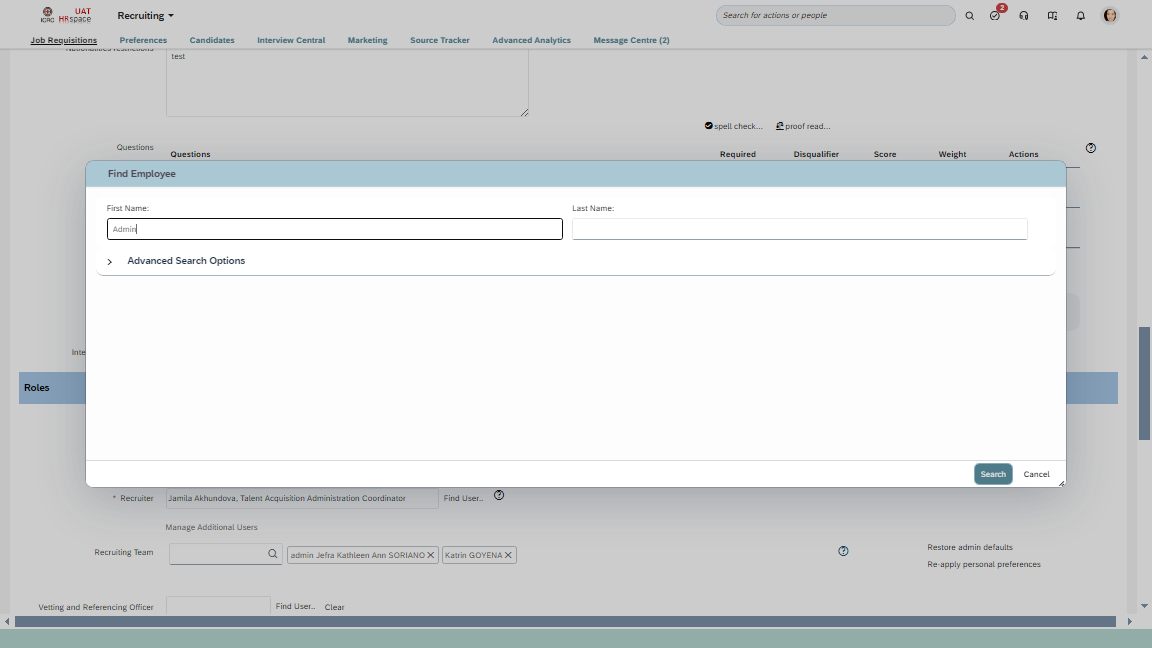 ICRC
UAT
HRspace
Recruiting
Search for actions or people
2
Job Requisitions
Preferences
Candidates
Interview Central
Marketing
Source Tracker
Advanced Analytics
Message Centre (2)
Nationalities restrictions
test
spell check...
proof read...
Questions
Questions
Required
Disqualifier
Score
Weight
Actions
Find Employee
First Name:
Last Name:
Admin
Advanced Search Options
Inte
Roles
Search
Cancel
* Recruiter
Jamila Akhundova, Talent Acquisition Administration Coordinator
Find User..
Manage Additional Users
Recruiting Team
admin Jefra Kathleen Ann SORIANO
Katrin GOYENA
Restore admin defaults
Re-apply personal preferences
Vetting and Referencing Officer
Find User..
Clear